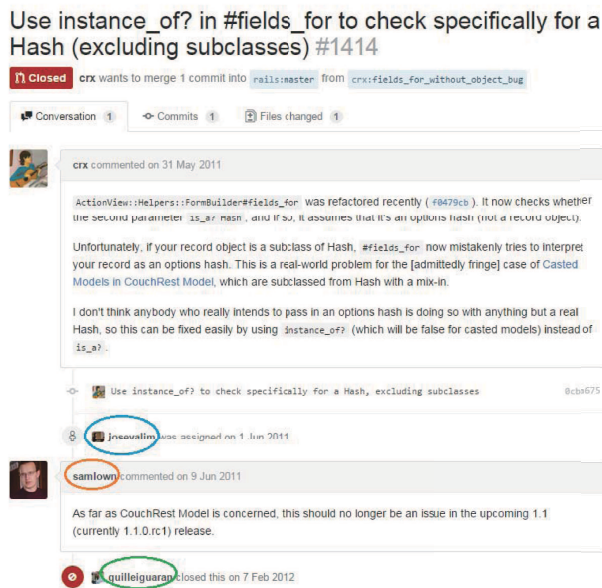 Use instance_of? in #fields_for to check specifically for a
Hash (excluding subclasses) #1414
Closed crx wants to merge 1 commit into rails:master from crx:fields_for_without_object_bug
Conversation 1 Commits 1 Files changed 1
crx commented on 31 May 2011
ActionView::Helpers::FormBuilder#fields_for was refactored recently ( f0479cb ). It now checks whether
the second parameter is_a? Hash , and if so, it assumes that it's an options hash (not a record object).
Unfortunately, if your record object is a subclass of Hash, #fields_for now mistakenly tries to interpret
your record as an options hash. This is a real-world problem for the [admittedly fringe] case of Casted
Models in CouchRest Model, which are subclassed from Hash with a mix-in.
I don't think anybody who really intends to pass in an options hash is doing so with anything but a real
Hash, so this can be fixed easily by using instance_of? (which will be false for casted models) instead of
is_a? .
Use instance_of? to check specifically for a Hash, excluding subclasses 0cba675
josevalim was assigned on 1 Jun 2011
samlown commented on 9 Jun 2011
As far as CouchRest Model is concerned, this should no longer be an issue in the upcoming 1.1
(currently 1.1.0.rc1) release.
guilleiguaran closed this on 7 Feb 2012